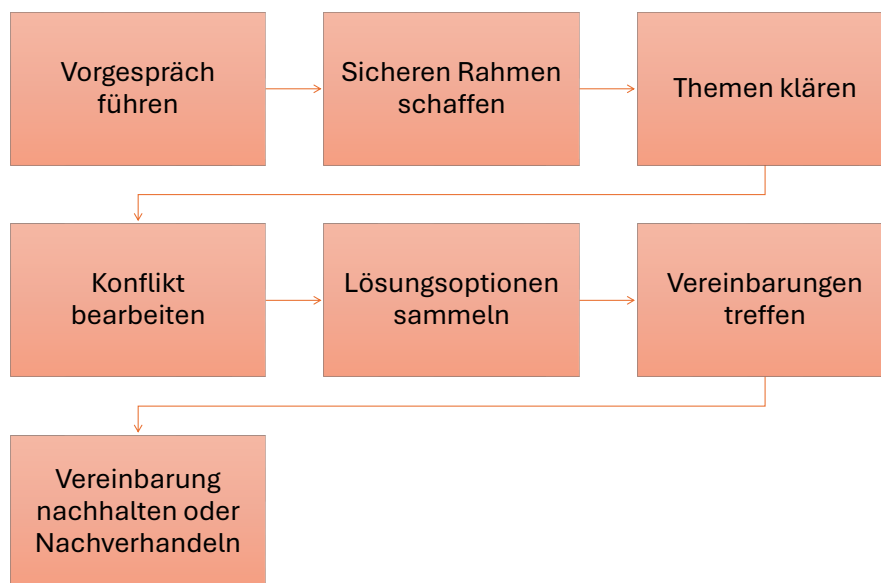 Vorgespräch
führen
Sicheren Rahmen
schaffen
Themen klären
Konflikt
bearbeiten
Lösungsoptionen
sammeln
Vereinbarungen
treffen
Vereinbarung
nachhalten oder
Nachverhandeln